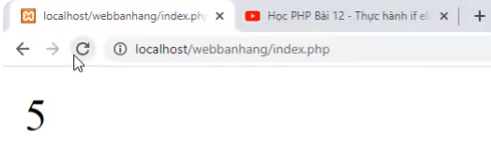 localhost/webbanhang/index.php
Học PHP Bài 12 - Thực hành if el
localhost/webbanhang/index.php
5